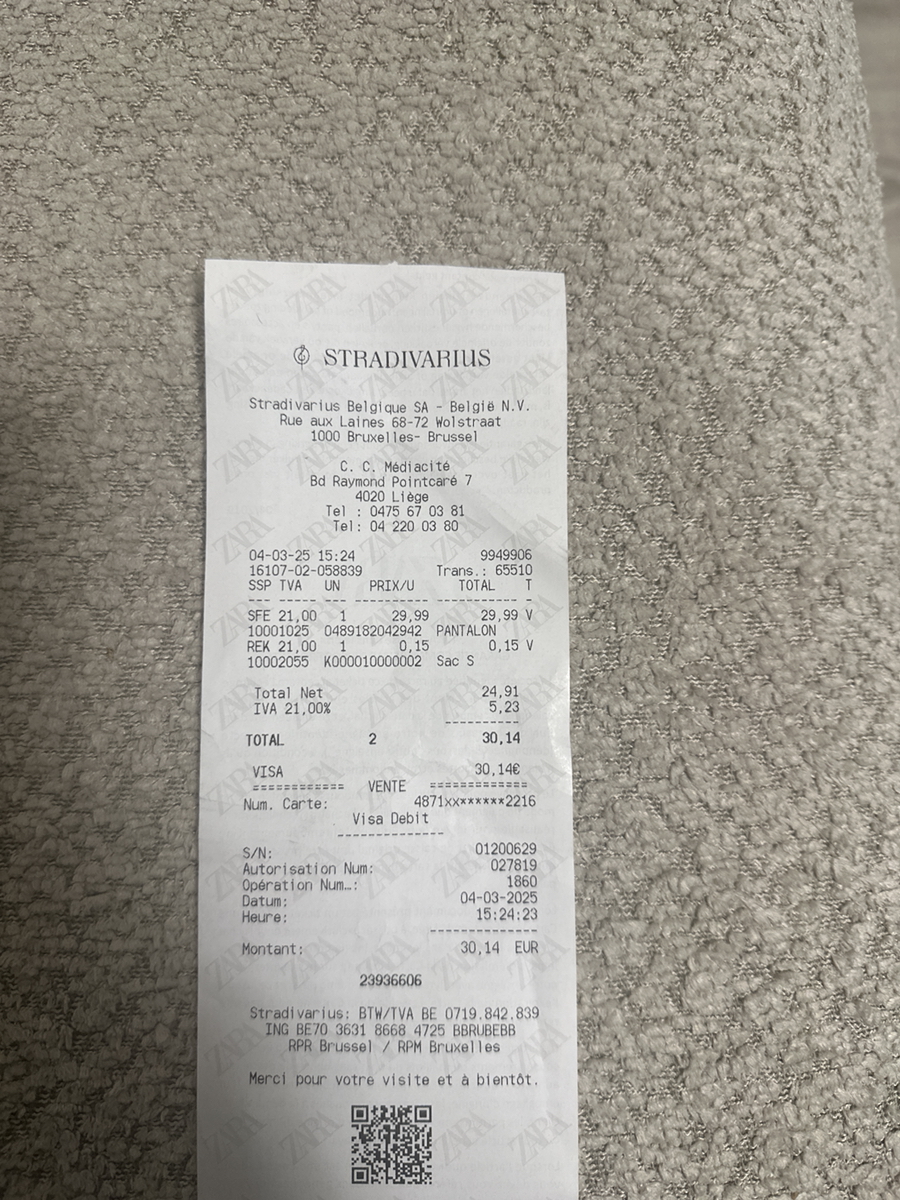 STRADIVARIUS
Stradivarius Belgique SA - België N.V.
Rue aux Laines 68-72 Wolstraat
1000 Bruxelles- Brussel
C. C. Médiacité
Bd Raymond Pointcaré 7
4020 Liège
Tel : 0475 67 03 81
Tel: 04 220 03 80
04-03-25 15:24 9949906
16107-02-058839 Trans.: 65510
SSP TVA UN PRIX/U TOTAL T
--- ---- --- ---------- ---------- -
SFE 21,00 1 29,99 29,99 V
10001025 0489182042942 PANTALON
REK 21,00 1 0,15 0,15 V
10002055 K000010000002 Sac S
Total Net 24,91
IVA 21,00% 5,23
----------
TOTAL 2 30,14
VISA 30,14€
============ VENTE =============
Num. Carte: 4871xx******2216
Visa Debit
--------------
S/N: 01200629
Autorisation Num: 027819
Opération Num…: 1860
Datum: 04-03-2025
Heure: 15:24:23
--------------
Montant: 30,14 EUR
23936606
Stradivarius: BTW/TVA BE 0719.842.839
ING BE70 3631 8668 4725 BBRUBEBB
RPR Brussel / RPM Bruxelles
Merci pour votre visite et à bientôt.
ZARA